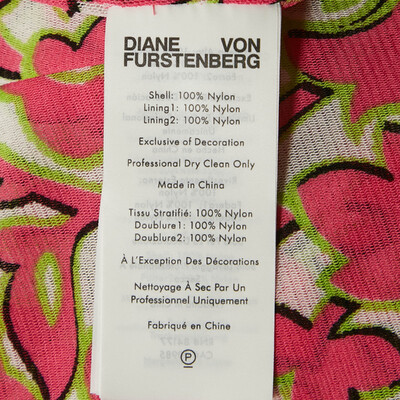 DIANE VON
FURSTENBERG
Shell: 100% Nylon
Lining1: 100% Nylon
Lining2: 100% Nylon
Exclusive of Decoration
Professional Dry Clean Only
Made in China
Tissu Stratifié: 100% Nylon
Doublure1: 100% Nylon
Doublure2: 100% Nylon
À L'Exception Des Décorations
Nettoyage À Sec Par Un
Professionnel Uniquement
Fabriqué en Chine
P